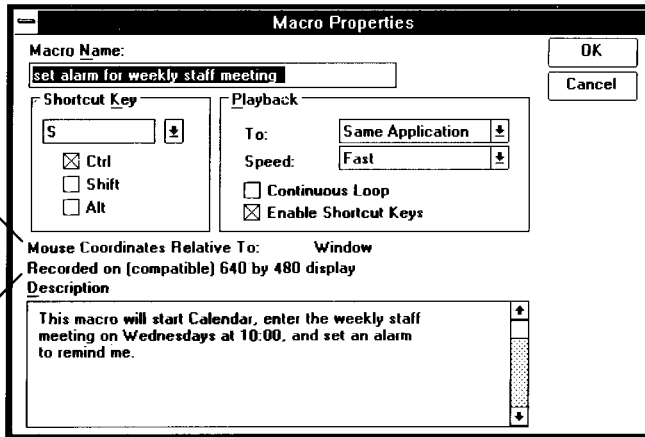 Macro Properties
Macro Name:
set alarm for weekly staff meeting
OK
Cancel
Shortcut Key
S
Ctrl
Shift
Alt
Playback
To: Same Application
Speed: Fast
Continuous Loop
Enable Shortcut Keys
Mouse Coordinates Relative To: Window
Recorded on (compatible) 640 by 480 display
Description
This macro will start Calendar, enter the weekly staff
meeting on Wednesdays at 10:00, and set an alarm
to remind me.